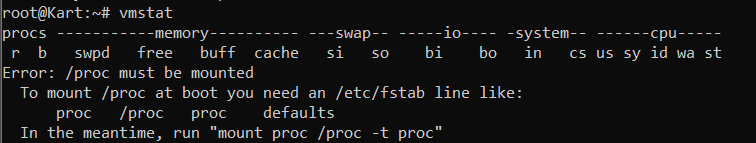 root@Kart:~# vmstat
procs -----------memory---------- ---swap-- -----io---- -system-- ------cpu-----
 r  b   swpd   free   buff  cache   si   so    bi    bo   in   cs us sy id wa st
Error: /proc must be mounted
  To mount /proc at boot you need an /etc/fstab line like:
      proc   /proc   proc    defaults
  In the meantime, run "mount proc /proc -t proc"